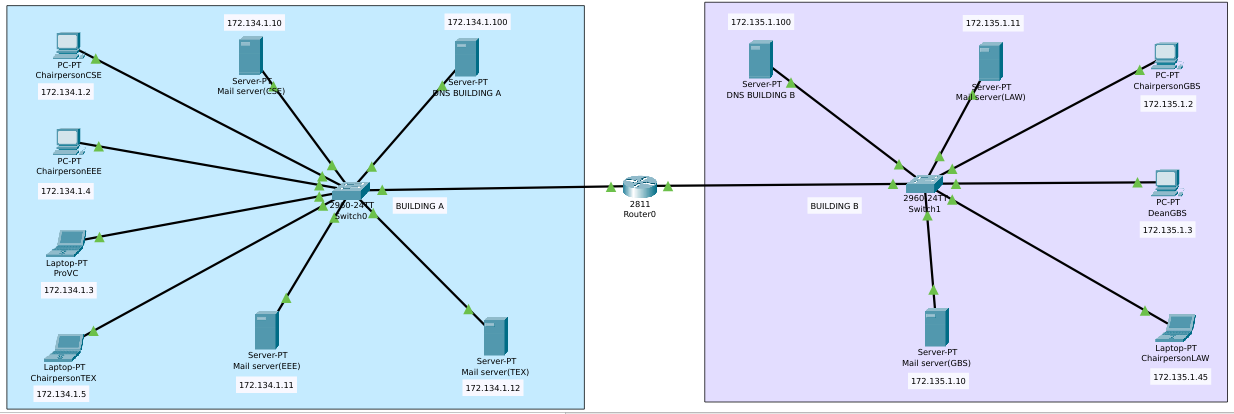 172.134.1.10
172.134.1.100
PC-PT
ChairpersonCSE
172.134.1.2
Server-PT
Mail server(CSE)
Server-PT
DNS BUILDING A
PC-PT
ChairpersonEEE
172.134.1.4
2960-24TT
Switch0
BUILDING A
Laptop-PT
ProVC
172.134.1.3
Laptop-PT
ChairpersonTEX
172.134.1.5
Server-PT
Mail server(EEE)
172.134.1.11
Server-PT
Mail server(TEX)
172.134.1.12
2811
Router0
172.135.1.100
172.135.1.11
Server-PT
DNS BUILDING B
Server-PT
Mail server(LAW)
PC-PT
ChairpersonGBS
172.135.1.2
BUILDING B
2960-24TT
Switch1
PC-PT
DeanGBS
172.135.1.3
Server-PT
Mail server(GBS)
172.135.1.10
Laptop-PT
ChairpersonLAW
172.135.1.45